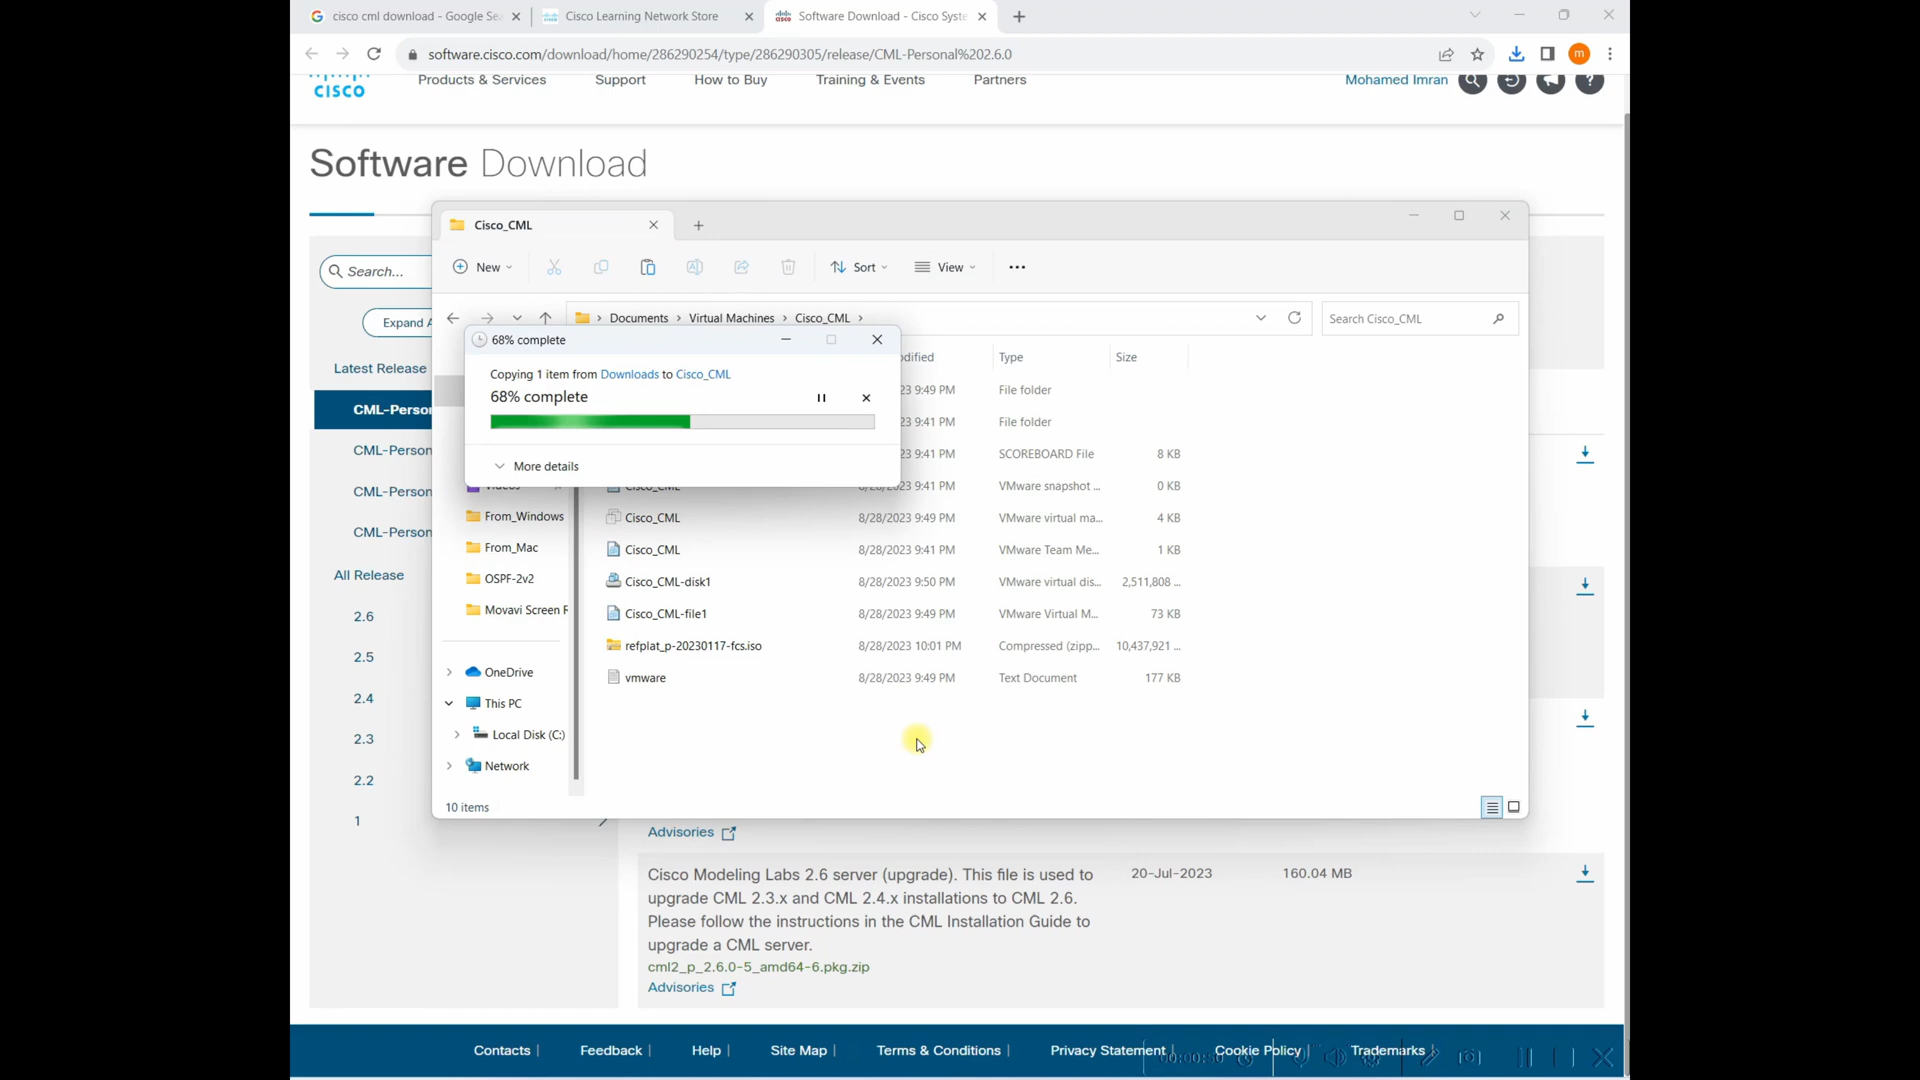 cisco cml download - Google Se
Cisco Learning Network Store
Software Download - Cisco Syste
software.cisco.com/download/home/286290254/type/286290305/release/CML-Personal%202.6.0
m
CISCO
Products & Services
Support
How to Buy
Training & Events
Partners
Mohamed Imran
Software Download
Cisco_CML
New
Sort
View
Search...
Expand A
Documents > Virtual Machines > Cisco_CML >
Search Cisco_CML
68% complete
Type
Size
Copying 1 item from Downloads to Cisco_CML
68% complete
More details
Latest Release
CML-Person
CML-Person
CML-Person
CML-Person
All Release
2.6
2.5
2.4
2.3
2.2
1
From_Windows
From_Mac
OSPF-2v2
Movavi Screen R
OneDrive
This PC
Local Disk (C:)
Network
23 9:49 PM File folder
23 9:41 PM File folder
23 9:41 PM SCOREBOARD File 8 KB
Cisco_CML 8/28/2023 9:41 PM VMware snapshot ... 0 KB
Cisco_CML 8/28/2023 9:49 PM VMware virtual ma... 4 KB
Cisco_CML 8/28/2023 9:41 PM VMware Team Me... 1 KB
Cisco_CML-disk1 8/28/2023 9:50 PM VMware virtual dis... 2,511,808 ...
Cisco_CML-file1 8/28/2023 9:49 PM VMware Virtual M... 73 KB
refplat_p-20230117-fcs.iso 8/28/2023 10:01 PM Compressed (zipp... 10,437,921 ...
vmware 8/28/2023 9:49 PM Text Document 177 KB
10 items
Advisories
Cisco Modeling Labs 2.6 server (upgrade). This file is used to
upgrade CML 2.3.x and CML 2.4.x installations to CML 2.6.
Please follow the instructions in the CML Installation Guide to
upgrade a CML server.
cml2_p_2.6.0-5_amd64-6.pkg.zip
Advisories
20-Jul-2023
160.04 MB
Contacts |
Feedback |
Help |
Site Map |
Terms & Conditions |
Privacy Statement |
Cookie Policy |
Trademarks |